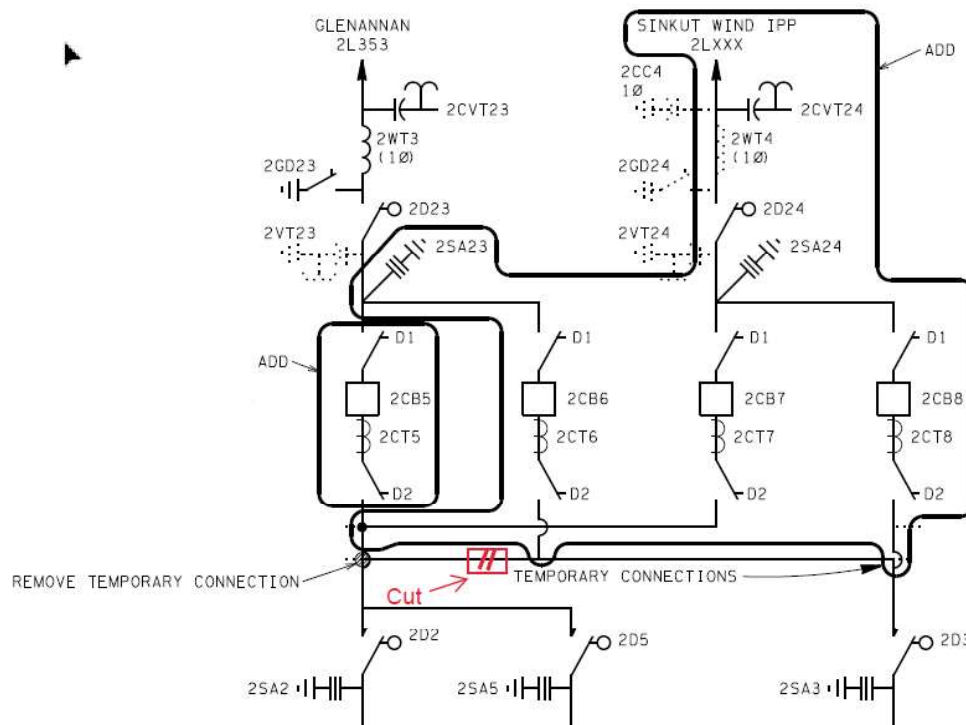 GLENANNAN
2L353
SINKUT WIND IPP
2LXXX
ADD
2CC4
1Ø
2CVT23
2CVT24
2WT3
(1Ø)
2WT4
(1Ø)
2GD23
2GD24
2D23
2D24
2VT23
2SA23
2VT24
2SA24
D1
D1
D1
D1
ADD
2CB5
2CB6
2CB7
2CB8
2CT5
2CT6
2CT7
2CT8
D2
D2
D2
D2
REMOVE TEMPORARY CONNECTION
Cut
TEMPORARY CONNECTIONS
2D2
2D5
2D3
2SA2
2SA5
2SA3